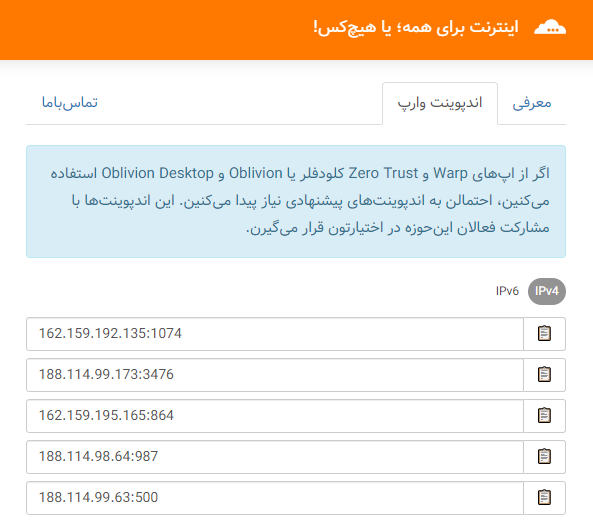 اینترنت برای همه؛ یا هیچ‌کس!
معرفی
اندپوینت وارپ
تماس‌با‌ما
اگر از اپ‌های Warp و Zero Trust کلودفلر یا Oblivion و Oblivion Desktop استفاده
می‌کنین، احتمالن به اندپوینت‌های پیشنهادی نیاز پیدا می‌کنین. این اندپوینت‌ها با
مشارکت فعالان این‌حوزه در اختیارتون قرار می‌گیرن.
IPv4
IPv6
162.159.192.135:1074
188.114.99.173:3476
162.159.195.165:864
188.114.98.64:987
188.114.99.63:500